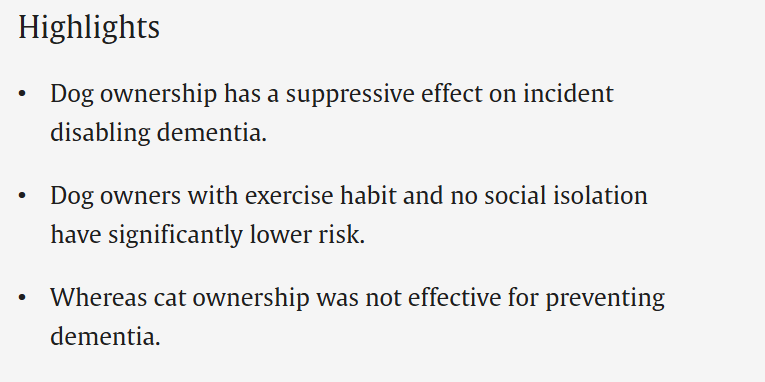 Highlights
• Dog ownership has a suppressive effect on incident
disabling dementia.
• Dog owners with exercise habit and no social isolation
have significantly lower risk.
• Whereas cat ownership was not effective for preventing
dementia.